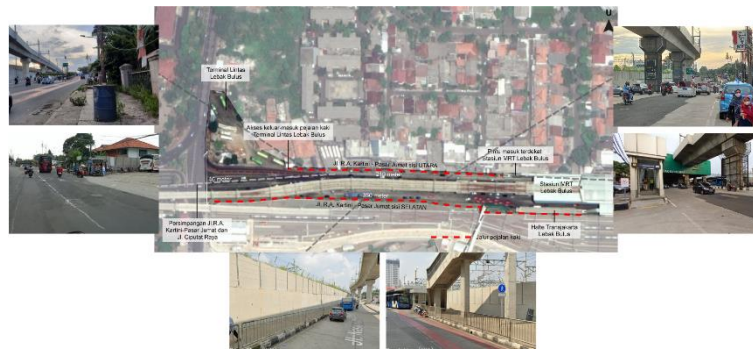 U
Terminal Lintas
Lebak Bulus
Akses keluar/masuk pejalan kaki
Terminal Lintas Lebak Bulus
Jl.R.A. Kartini-Pasar Jumat sisi UTARA
Pintu masuk terdekat
Stasiun MRT Lebak Bulus
Stasiun MRT
Lebak Bulus
Jl.R.A. Kartini-Pasar Jumat sisi SELATAN
Persimpangan Jl.R.A.
Kartini-Pasar Jumat dan
Jl. Ciputat Raya
Halte Transjakarta
Lebak Bulus
Jalur pejalan kaki